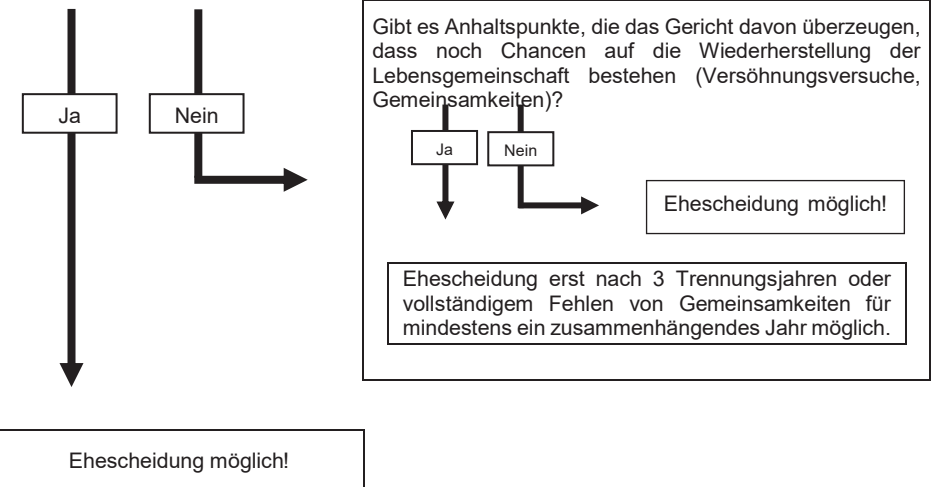 Gibt es Anhaltspunkte, die das Gericht davon überzeugen,
dass noch Chancen auf die Wiederherstellung der
Lebensgemeinschaft bestehen (Versöhnungsversuche,
Gemeinsamkeiten)?
Ja
Nein
Ja
Nein
Ehescheidung möglich!
Ehescheidung erst nach 3 Trennungsjahren oder
vollständigem Fehlen von Gemeinsamkeiten für
mindestens ein zusammenhängendes Jahr möglich.
Ehescheidung möglich!